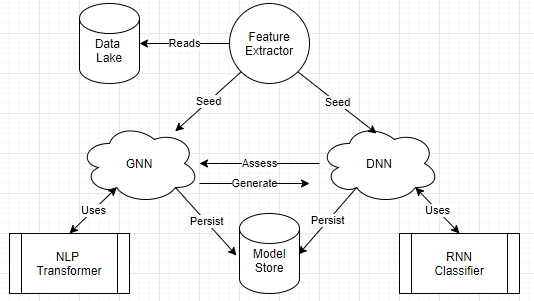 Data
Lake
Reads
Feature
Extractor
Seed
Seed
GNN
Assess
DNN
Generate
Uses
Persist
Persist
Uses
NLP
Transformer
Model
Store
RNN
Classifier